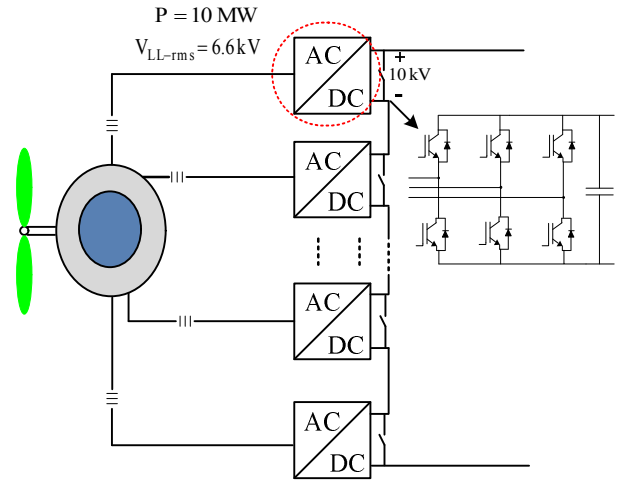 P = 10 MW
V_LL-rms = 6.6 kV
AC
DC
+
10 kV
-
AC
DC
AC
DC
AC
DC